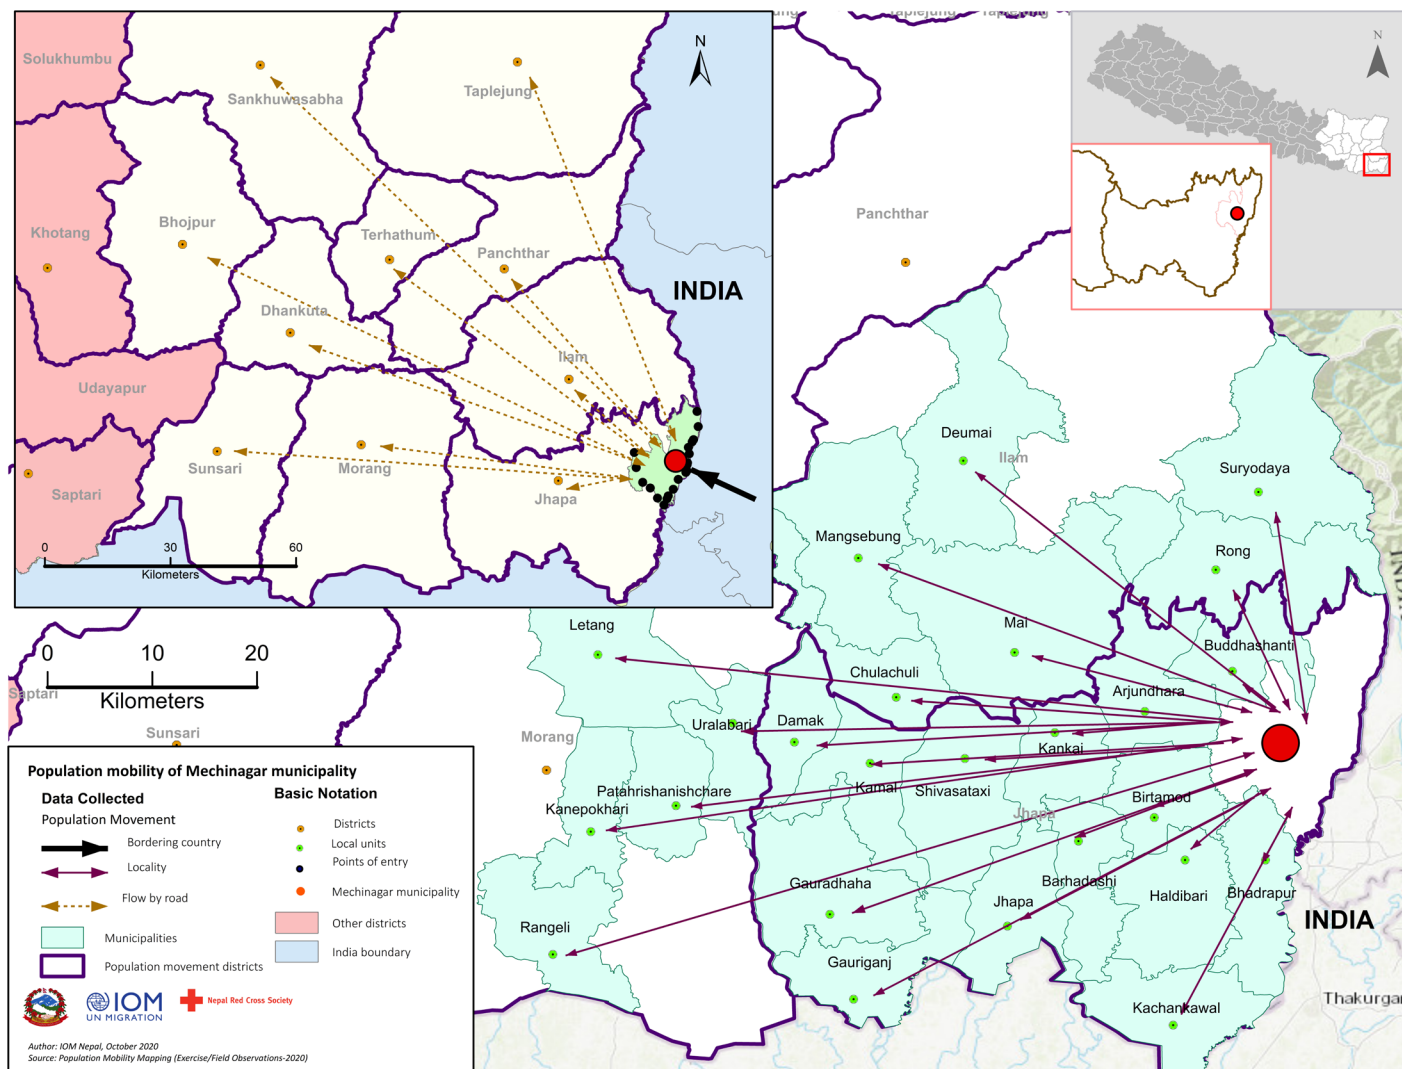 Solukhumbu
Sankhuwasabha
Taplejung
N
Khotang
Bhojpur
Terhathum
Panchthar
INDIA
Dhankuta
Ilam
Udayapur
Sunsari
Morang
Jhapa
Saptari
0 30 60
Kilometers
Taplejung
Taplejung
N
Panchthar
Deumai
Ilam
Suryodaya
Mangsebung
Rong
Letang
Mai
Buddhashanti
Chulachuli
Arjundhara
Uralabari
Damak
Kankai
Morang
Kamal
Shivasataxi
Patahrishanishchare
Kanepokhari
Birtamod
Jhapa
Gauradhaha
Barhadashi
Haldibari
Bhadrapur
Jhapa
Rangeli
Gauriganj
INDIA
Kachankawal
Thakurga
0 10 20
Kilometers
Saptari
Sunsari
Population mobility of Mechinagar municipality
Data Collected
Population Movement
Bordering country
Locality
Flow by road
Municipalities
Population movement districts
Basic Notation
Districts
Local units
Points of entry
Mechinagar municipality
Other districts
India boundary
IOM
UN MIGRATION
Nepal Red Cross Society
Author: IOM Nepal, October 2020
Source: Population Mobility Mapping (Exercise/Field Observations-2020)